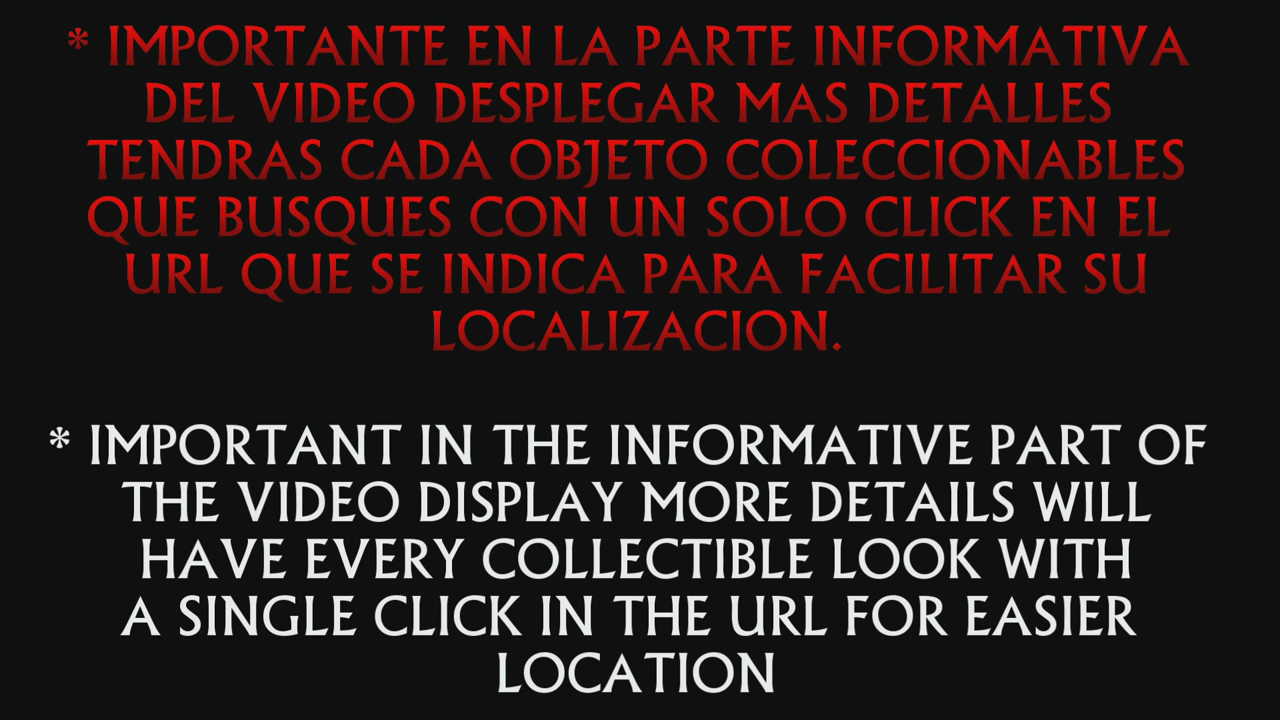 * IMPORTANTE EN LA PARTE INFORMATIVA
DEL VIDEO DESPLEGAR MAS DETALLES
TENDRAS CADA OBJETO COLECCIONABLES
QUE BUSQUES CON UN SOLO CLICK EN EL
URL QUE SE INDICA PARA FACILITAR SU
LOCALIZACION.
* IMPORTANT IN THE INFORMATIVE PART OF
THE VIDEO DISPLAY MORE DETAILS WILL
HAVE EVERY COLLECTIBLE LOOK WITH
A SINGLE CLICK IN THE URL FOR EASIER
LOCATION